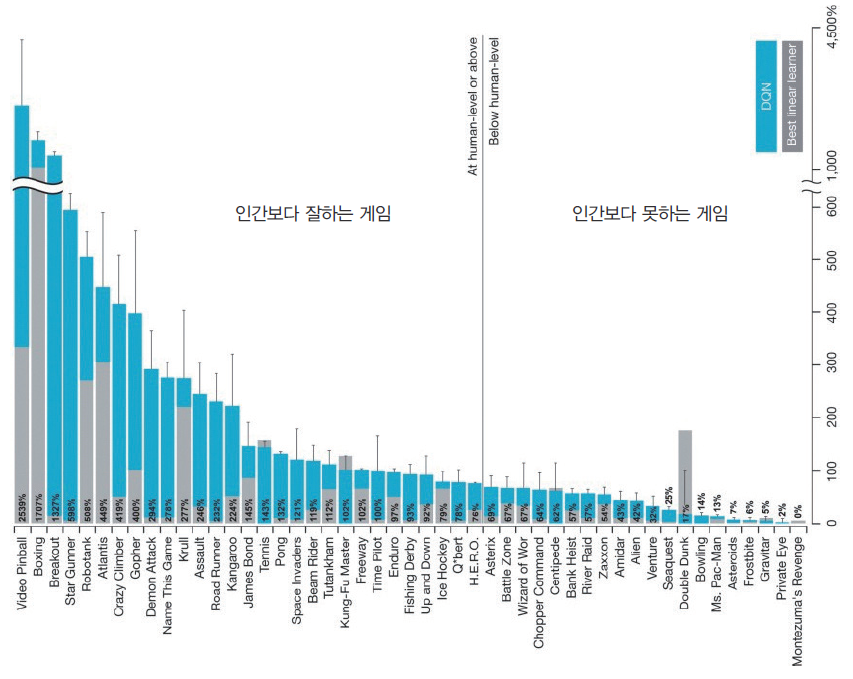 4,500%
1,000
600
500
400
300
200
100
0
DQN
Best linear learner
At human-level or above
Below human-level
인간보다 잘하는 게임
인간보다 못하는 게임
2539%
1707%
1327%
598%
508%
449%
419%
400%
294%
278%
277%
246%
232%
224%
145%
143%
132%
121%
119%
112%
102%
102%
100%
97%
93%
92%
79%
78%
76%
69%
67%
67%
64%
62%
57%
57%
54%
43%
42%
32%
25%
17%
14%
13%
7%
6%
5%
2%
0%
Video Pinball
Boxing
Breakout
Star Gunner
Robotank
Atlantis
Crazy Climber
Gopher
Demon Attack
Name This Game
Krull
Assault
Road Runner
Kangaroo
James Bond
Tennis
Pong
Space Invaders
Beam Rider
Tutankham
Kung-Fu Master
Freeway
Time Pilot
Enduro
Fishing Derby
Up and Down
Ice Hockey
Q*bert
H.E.R.O.
Asterix
Battle Zone
Wizard of Wor
Chopper Command
Centipede
Bank Heist
River Raid
Zaxxon
Amidar
Alien
Venture
Seaquest
Double Dunk
Bowling
Ms. Pac-Man
Asteroids
Frostbite
Gravitar
Private Eye
Montezuma's Revenge